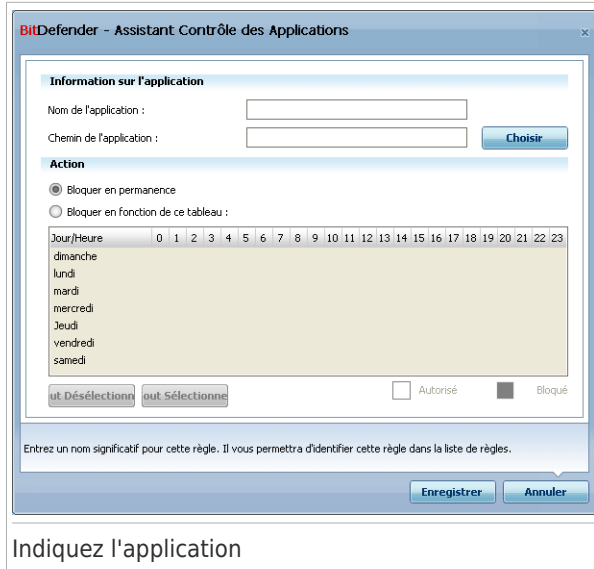 BitDefender - Assistant Contrôle des Applications
Information sur l'application
Nom de l'application :
Chemin de l'application :
Choisir
Action
Bloquer en permanence
Bloquer en fonction de ce tableau :
Jour/Heure 0 1 2 3 4 5 6 7 8 9 10 11 12 13 14 15 16 17 18 19 20 21 22 23
dimanche
lundi
mardi
mercredi
Jeudi
vendredi
samedi
ut Désélectionn out Sélectionne Autorisé Bloqué
Entrez un nom significatif pour cette règle. Il vous permettra d'identifier cette règle dans la liste de règles.
Enregistrer Annuler
Indiquez l'application